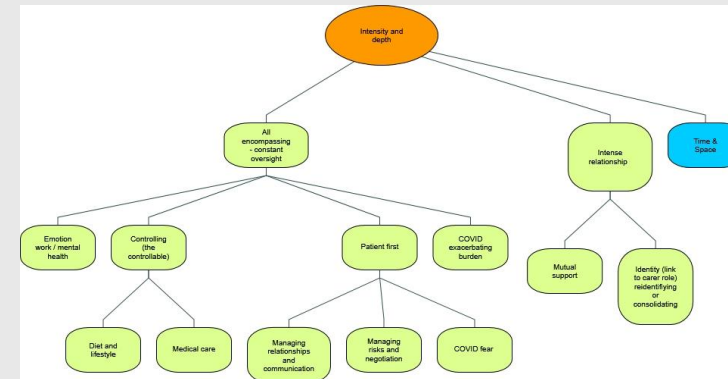 Intensity and
depth
All
encompassing
- constant
oversight
Intense
relationship
Time &
Space
Emotion
work / mental
health
Controlling
(the
controllable)
Patient first
COVID
exacerbating
burden
Mutual
support
Identity (link
to carer role)
reidentifiying
or
consolidating
Diet and
lifestyle
Medical care
Managing
relationships
and
communication
Managing
risks and
negotiation
COVID fear